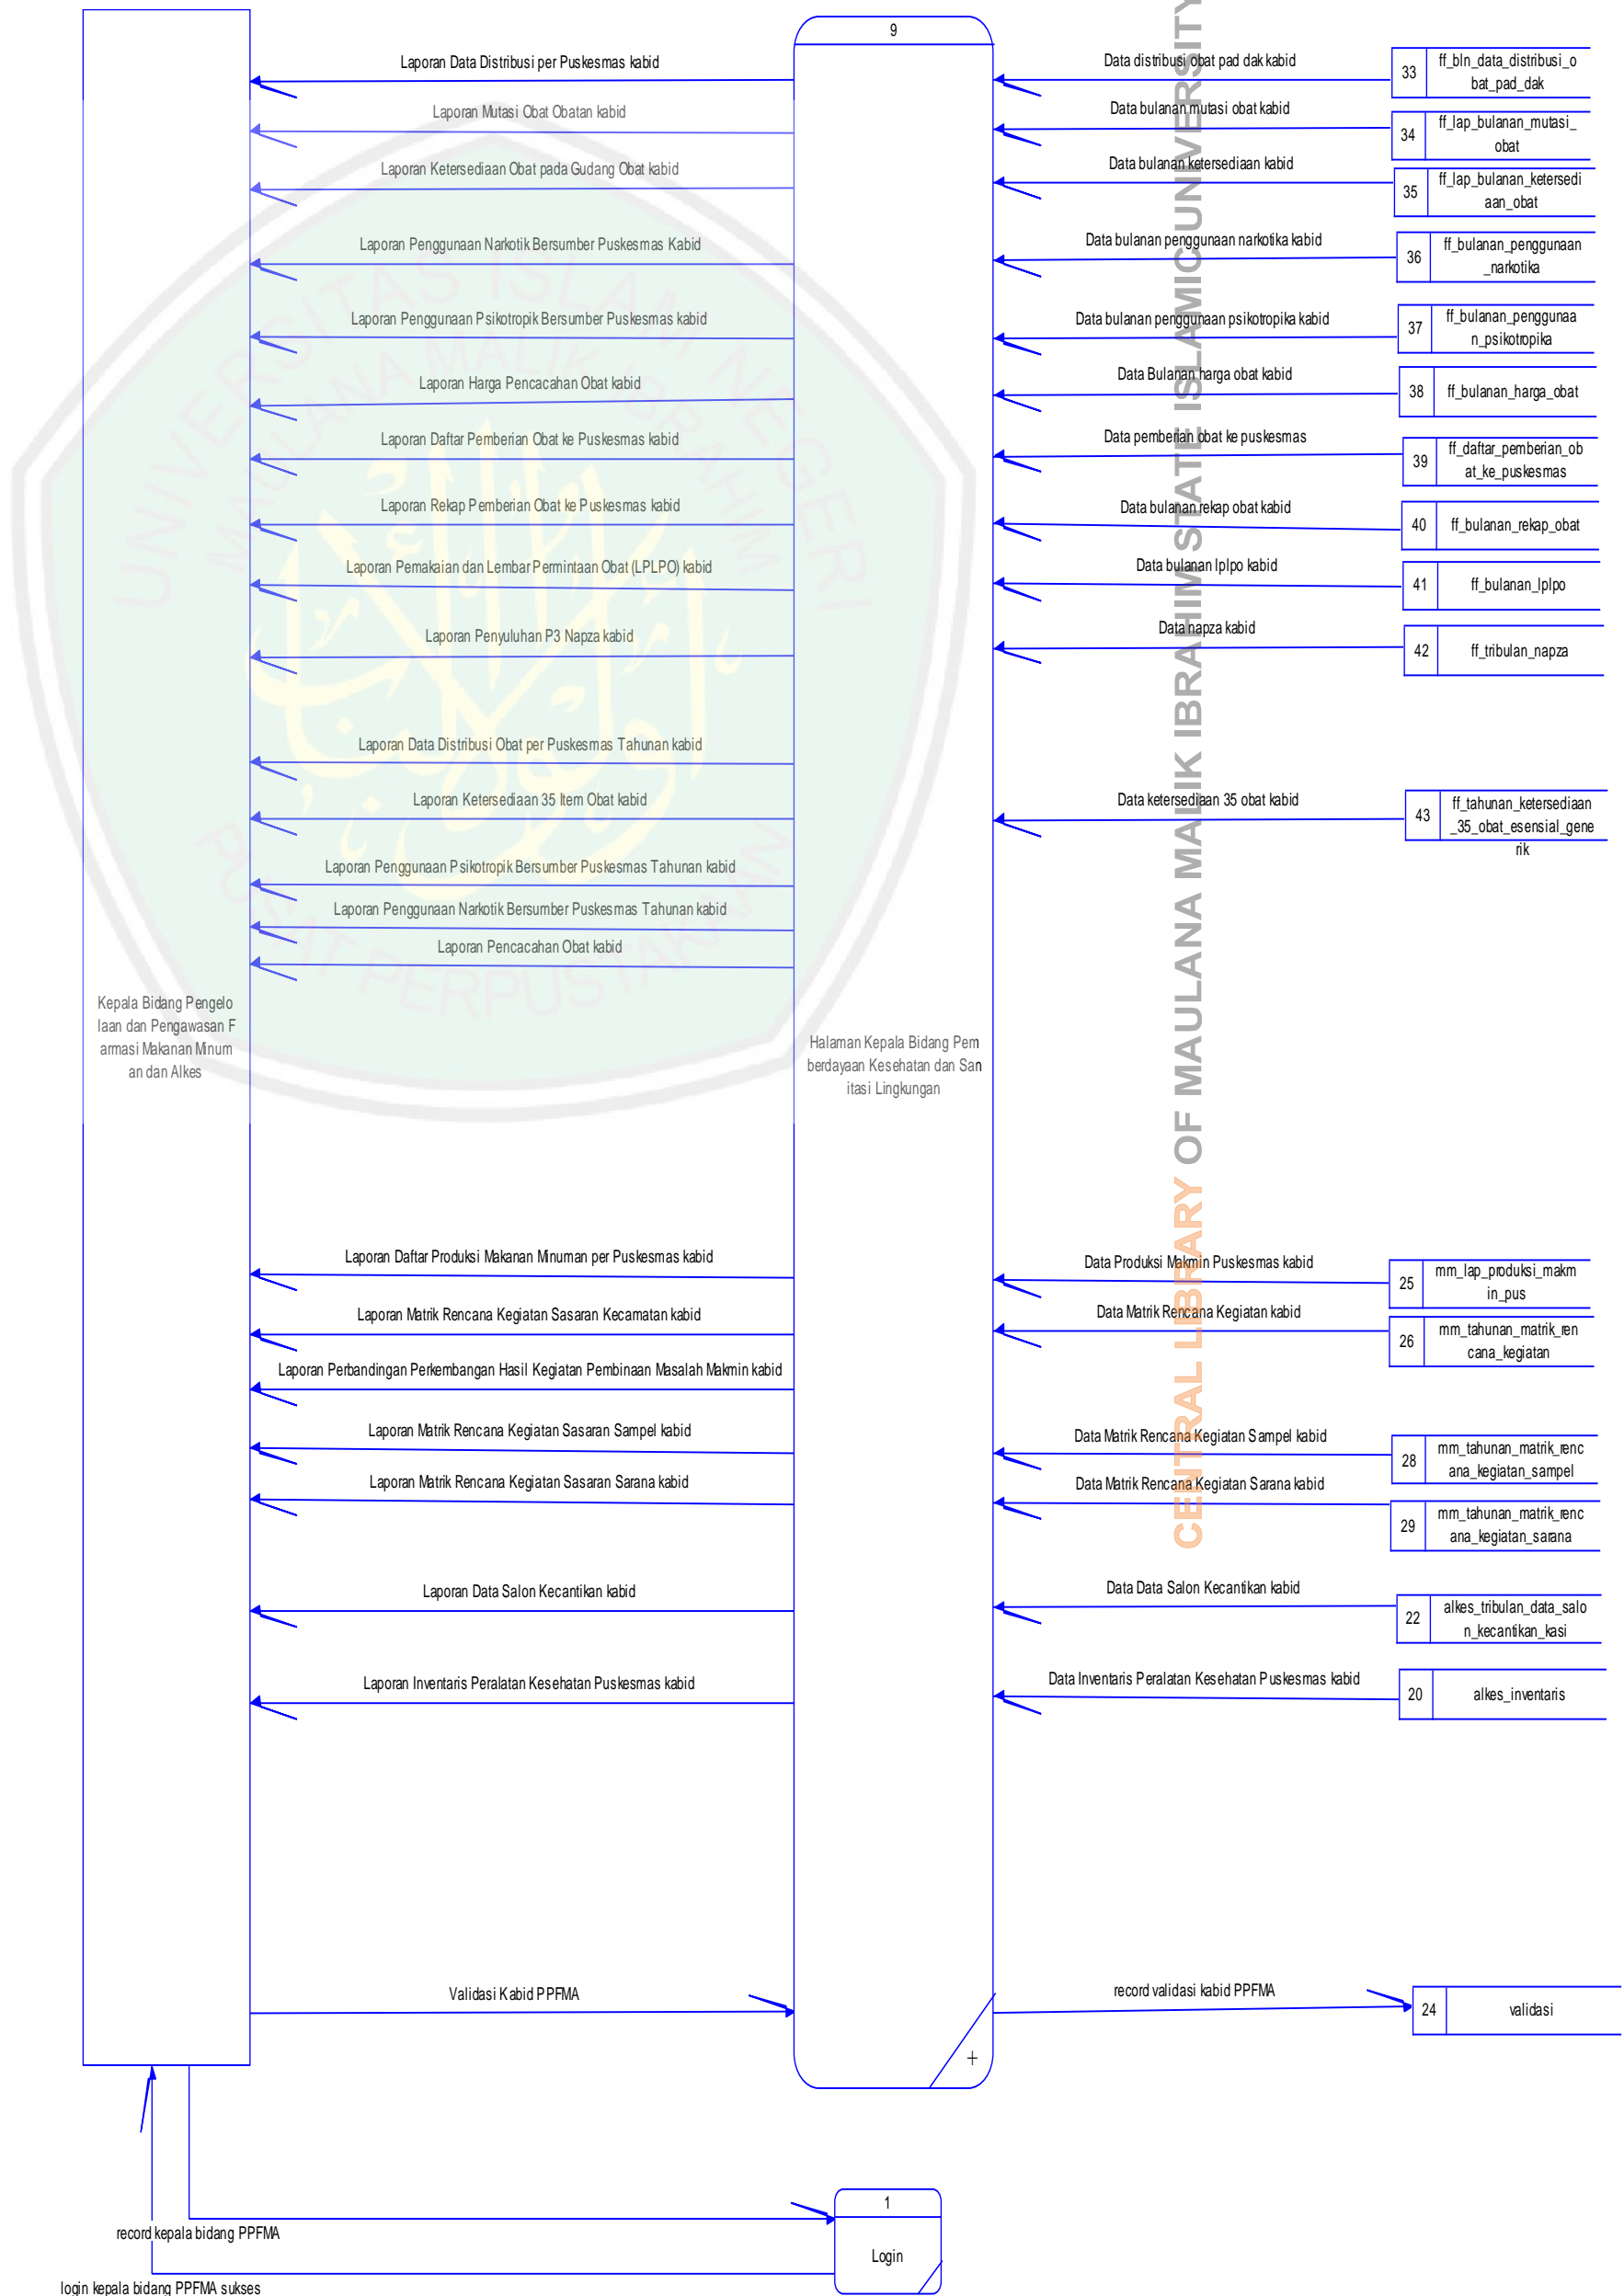 9
Laporan Data Distribusi per Puskesmas kabid
Data distribusi obat pad dak kabid
33
ff_bln_data_distribusi_o
bat_pad_dak
Laporan Mutasi Obat Obatan kabid
Data bulanan mutasi obat kabid
34
ff_lap_bulanan_mutasi_
obat
Laporan Ketersediaan Obat pada Gudang Obat kabid
Data bulanan ketersediaan kabid
35
ff_lap_bulanan_ketersedi
aan_obat
Laporan Penggunaan Narkotik Bersumber Puskesmas Kabid
Data bulanan penggunaan narkotika kabid
36
ff_bulanan_penggunaan
_narkotika
Laporan Penggunaan Psikotropik Bersumber Puskesmas kabid
Data bulanan penggunaan psikotropika kabid
37
ff_bulanan_penggunaa
n_psikotropika
Laporan Harga Pencacahan Obat kabid
Data Bulanan harga obat kabid
38
ff_bulanan_harga_obat
Laporan Daftar Pemberian Obat ke Puskesmas kabid
Data pemberian obat ke puskesmas
39
ff_daftar_pemberian_ob
at_ke_puskesmas
Laporan Rekap Pemberian Obat ke Puskesmas kabid
Data bulanan rekap obat kabid
40
ff_bulanan_rekap_obat
Laporan Pemakaian dan Lembar Permintaan Obat (LPLPO) kabid
Data bulanan lplpo kabid
41
ff_bulanan_lplpo
Laporan Penyuluhan P3 Napza kabid
Data napza kabid
42
ff_tribulan_napza
Laporan Data Distribusi Obat per Puskesmas Tahunan kabid
Laporan Ketersediaan 35 Item Obat kabid
Data ketersediaan 35 obat kabid
43
ff_tahunan_ketersediaan
_35_obat_esensial_gene
rik
Laporan Penggunaan Psikotropik Bersumber Puskesmas Tahunan kabid
Laporan Penggunaan Narkotik Bersumber Puskesmas Tahunan kabid
Laporan Pencacahan Obat kabid
Kepala Bidang Pengelo
laan dan Pengawasan F
armasi Makanan Minum
an dan Alkes
Halaman Kepala Bidang Pem
berdayaan Kesehatan dan San
itasi Lingkungan
Laporan Daftar Produksi Makanan Minuman per Puskesmas kabid
Data Produksi Makmin Puskesmas kabid
25
mm_lap_produksi_makm
in_pus
Laporan Matrik Rencana Kegiatan Sasaran Kecamatan kabid
Data Matrik Rencana Kegiatan kabid
26
mm_tahunan_matrik_ren
cana_kegiatan
Laporan Perbandingan Perkembangan Hasil Kegiatan Pembinaan Masalah Makmin kabid
Laporan Matrik Rencana Kegiatan Sasaran Sampel kabid
Data Matrik Rencana Kegiatan Sampel kabid
28
mm_tahunan_matrik_renc
ana_kegiatan_sampel
Laporan Matrik Rencana Kegiatan Sasaran Sarana kabid
Data Matrik Rencana Kegiatan Sarana kabid
29
mm_tahunan_matrik_renc
ana_kegiatan_sarana
Laporan Data Salon Kecantikan kabid
Data Data Salon Kecantikan kabid
22
alkes_tribulan_data_salo
n_kecantikan_kasi
Laporan Inventaris Peralatan Kesehatan Puskesmas kabid
Data Inventaris Peralatan Kesehatan Puskesmas kabid
20
alkes_inventaris
Validasi Kabid PPFMA
record validasi kabid PPFMA
24
validasi
+
1
Login
record kepala bidang PPFMA
login kepala bidang PPFMA sukses
UNIVERSITAS ISLAM NEGERI
MAULANA MALIK IBRAHIM
PUSAT PERPUSTAKAAN
CENTRAL LIBRARY OF MAULANA MALIK IBRAHIM STATE ISLAMIC UNIVERSITY